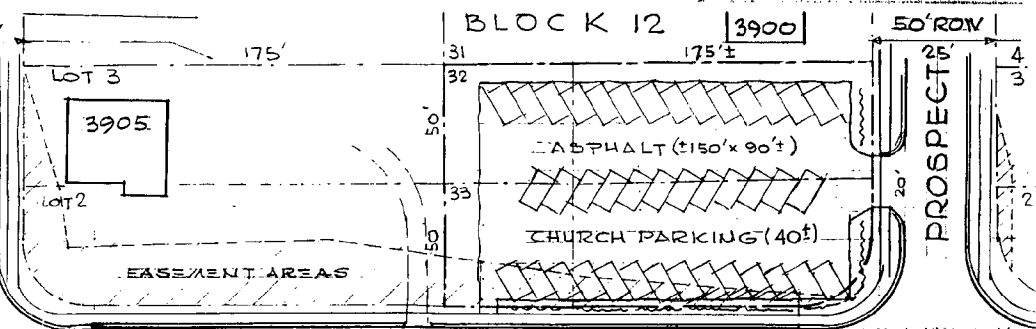 BLOCK 12
3900
50' ROW
175'
31
175'±
25'
4
LOT 3
32
3
3905
50'
ASPHALT (±150' x 90'±)
PROSPECT
LOT 2
33
20'
2
50'
CHURCH PARKING (40±)
EASEMENT AREAS